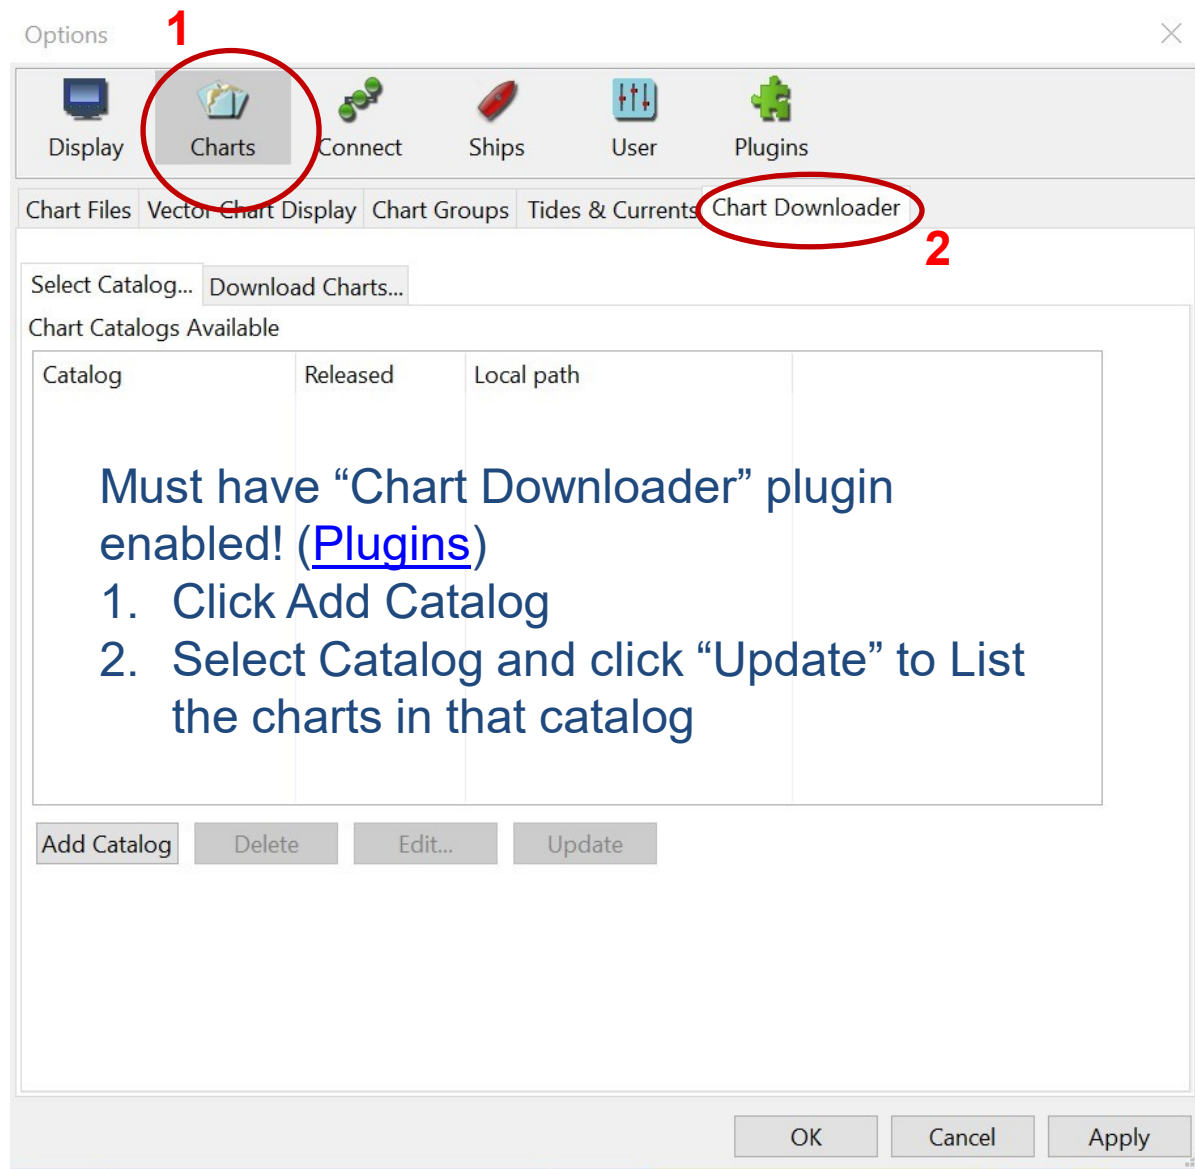 Options
1
Display Charts Connect Ships User Plugins
Chart Files Vector Chart Display Chart Groups Tides & Currents Chart Downloader
2
Select Catalog... Download Charts...
Chart Catalogs Available
Catalog Released Local path
Must have “Chart Downloader” plugin
enabled! (Plugins)
1. Click Add Catalog
2. Select Catalog and click “Update” to List
the charts in that catalog
Add Catalog Delete Edit... Update
OK Cancel Apply